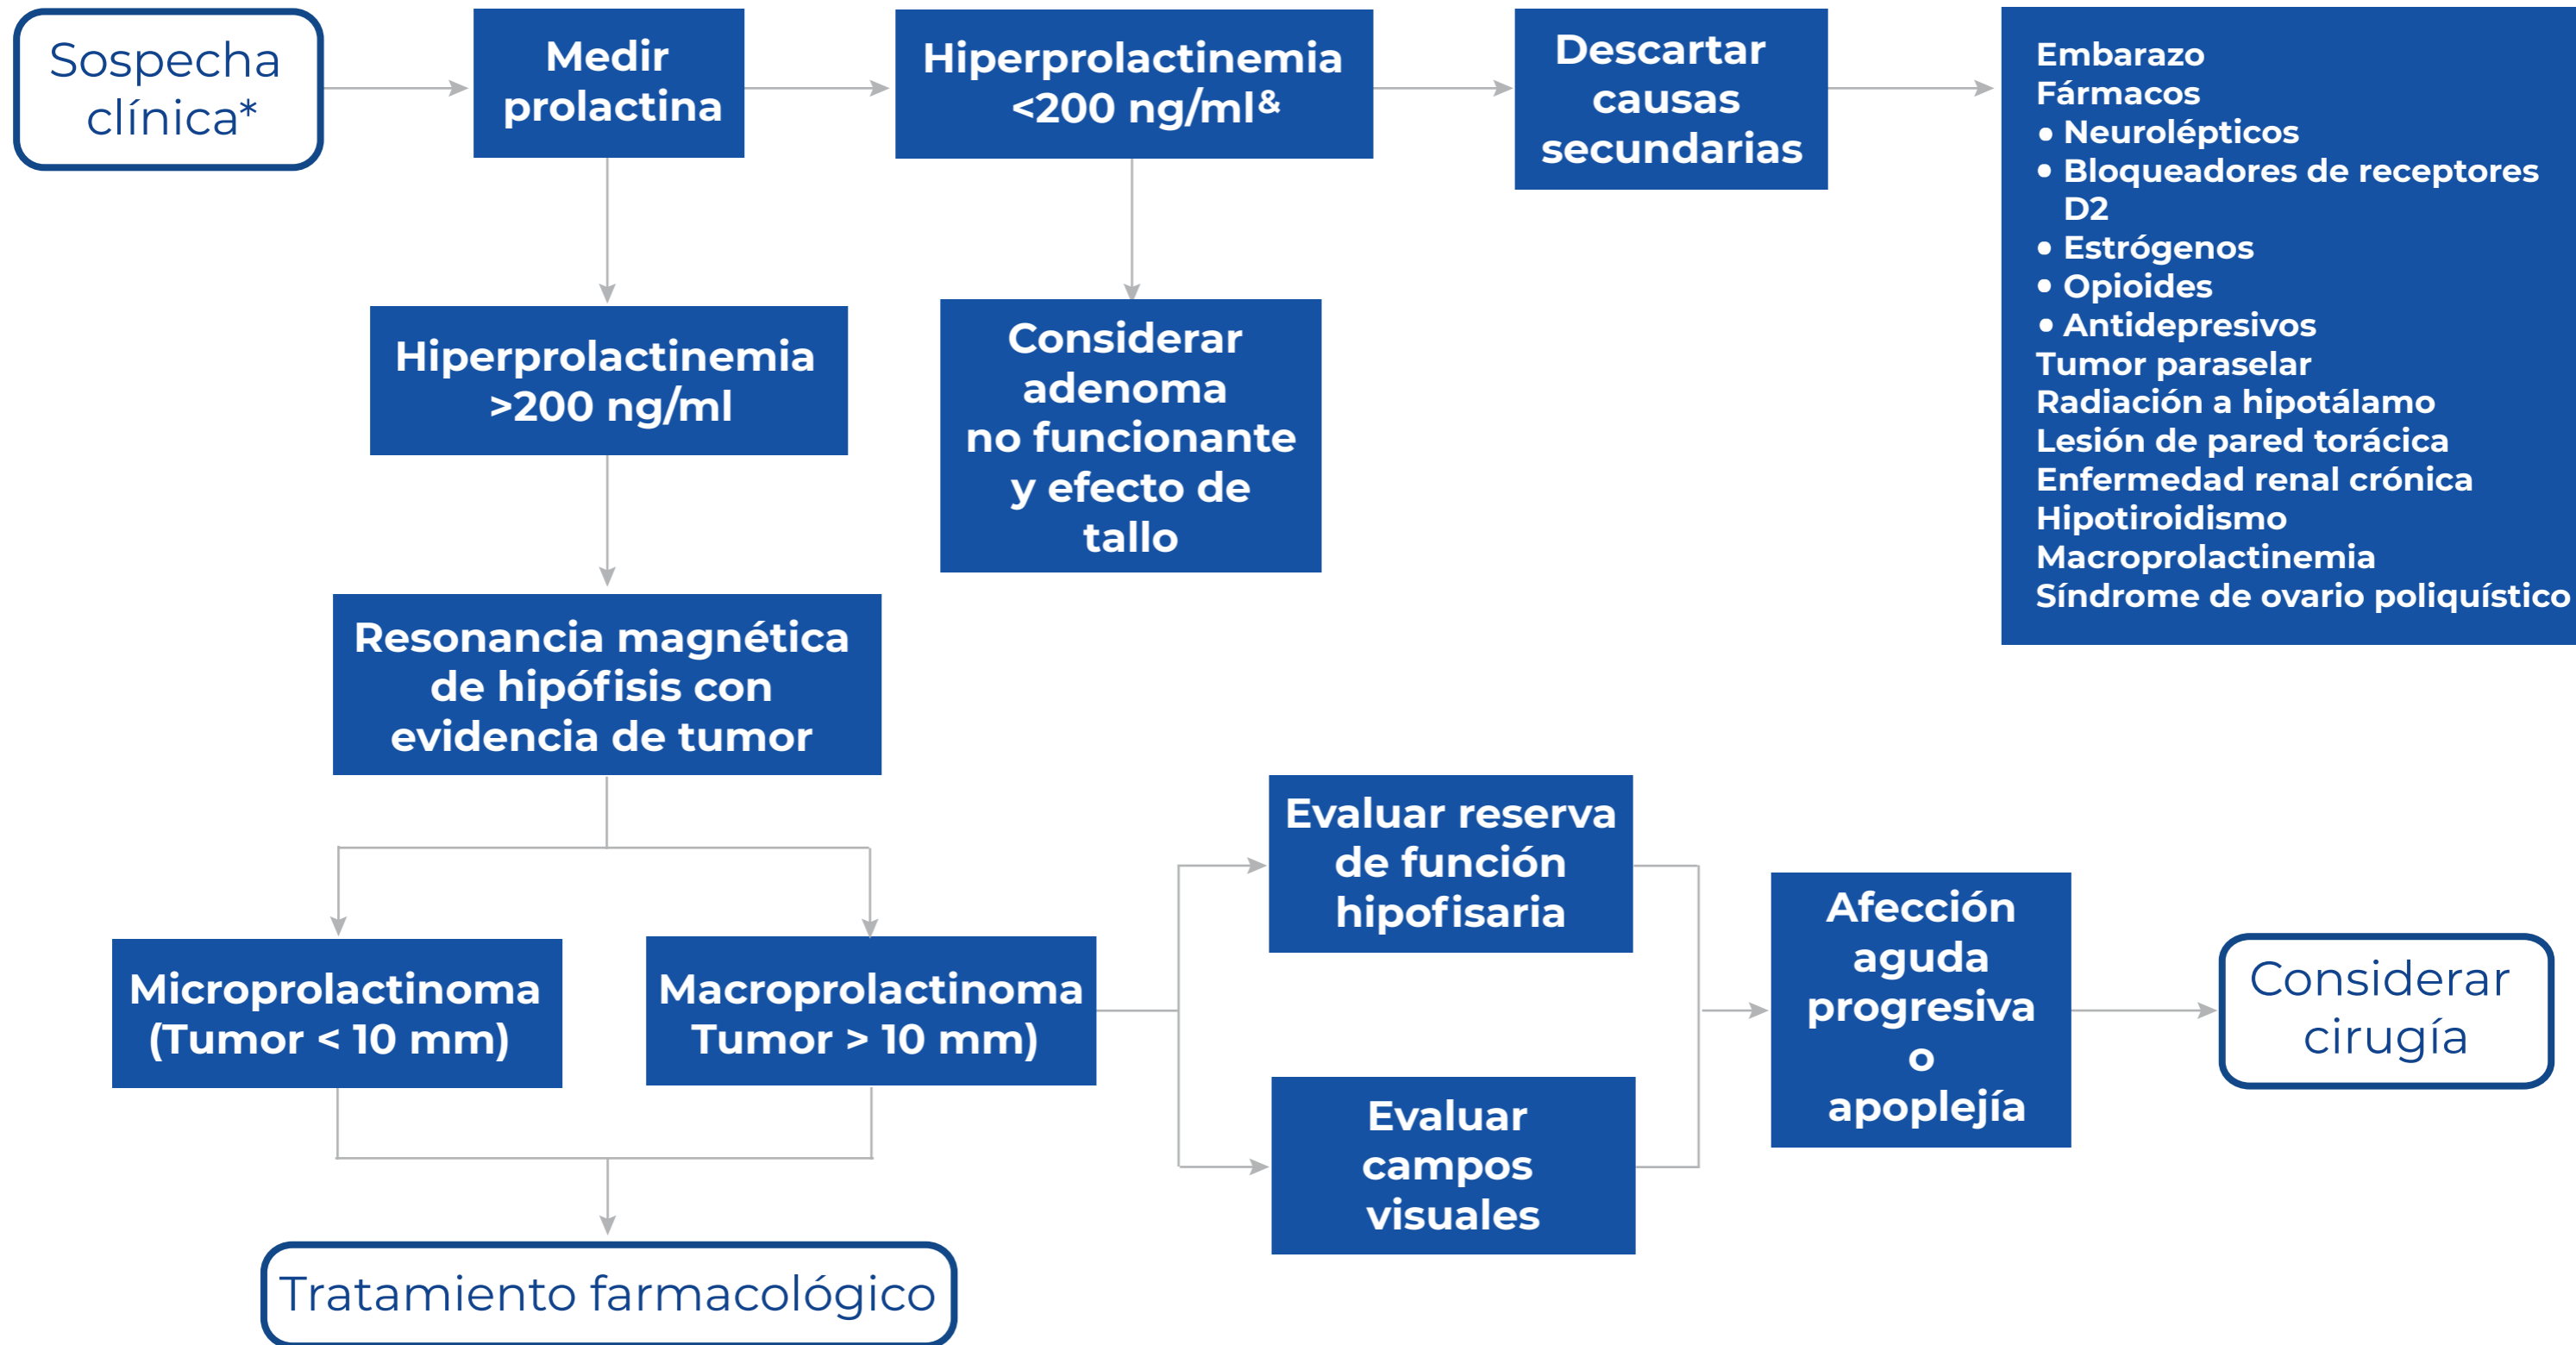 Sospecha
clínica*
Medir
prolactina
Hiperprolactinemia
<200 ng/ml&
Descartar
causas
secundarias
Embarazo
Fármacos
• Neurolépticos
• Bloqueadores de receptores
D2
• Estrógenos
• Opioides
• Antidepresivos
Tumor paraselar
Radiación a hipotálamo
Lesión de pared torácica
Enfermedad renal crónica
Hipotiroidismo
Macroprolactinemia
Síndrome de ovario poliquístico
Hiperprolactinemia
>200 ng/ml
Considerar
adenoma
no funcionante
y efecto de
tallo
Resonancia magnética
de hipófisis con
evidencia de tumor
Microprolactinoma
(Tumor < 10 mm)
Macroprolactinoma
Tumor > 10 mm)
Evaluar reserva
de función
hipofisaria
Evaluar
campos
visuales
Afección
aguda
progresiva
o
apoplejía
Considerar
cirugía
Tratamiento farmacológico